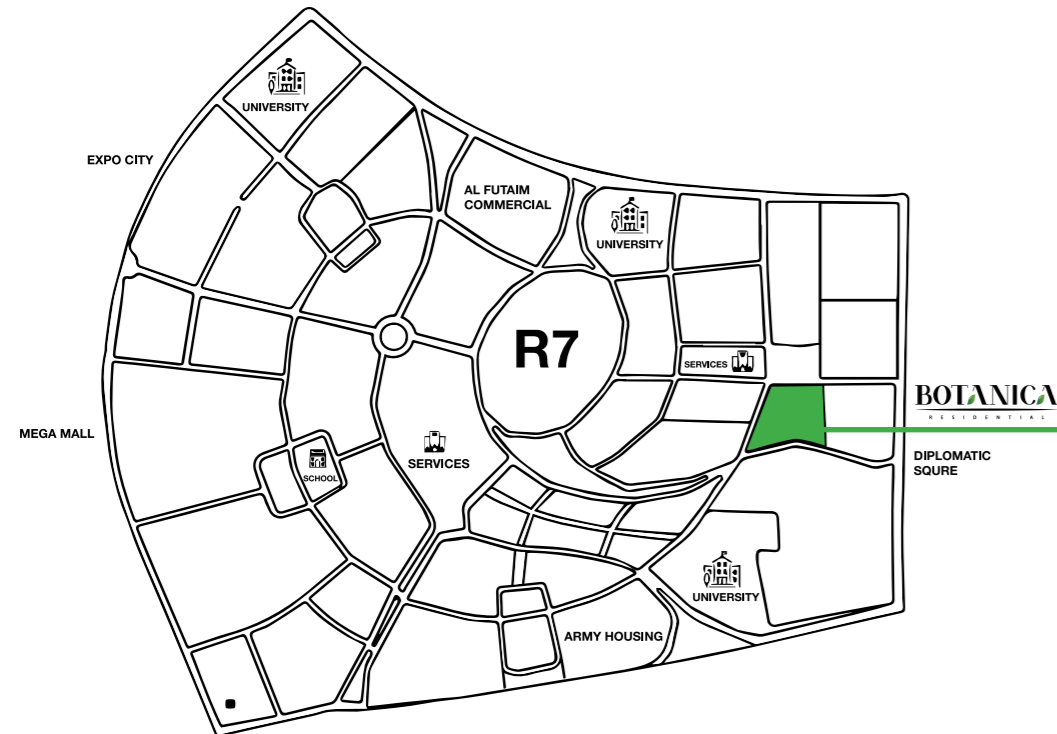 UNIVERSITY
EXPO CITY
AL FUTAIM
COMMERCIAL
UNIVERSITY
R7
SERVICES
BOTANICA
RESIDENTIAL
MEGA MALL
DIPLOMATIC
SQURE
SERVICES
SCHOOL
UNIVERSITY
ARMY HOUSING